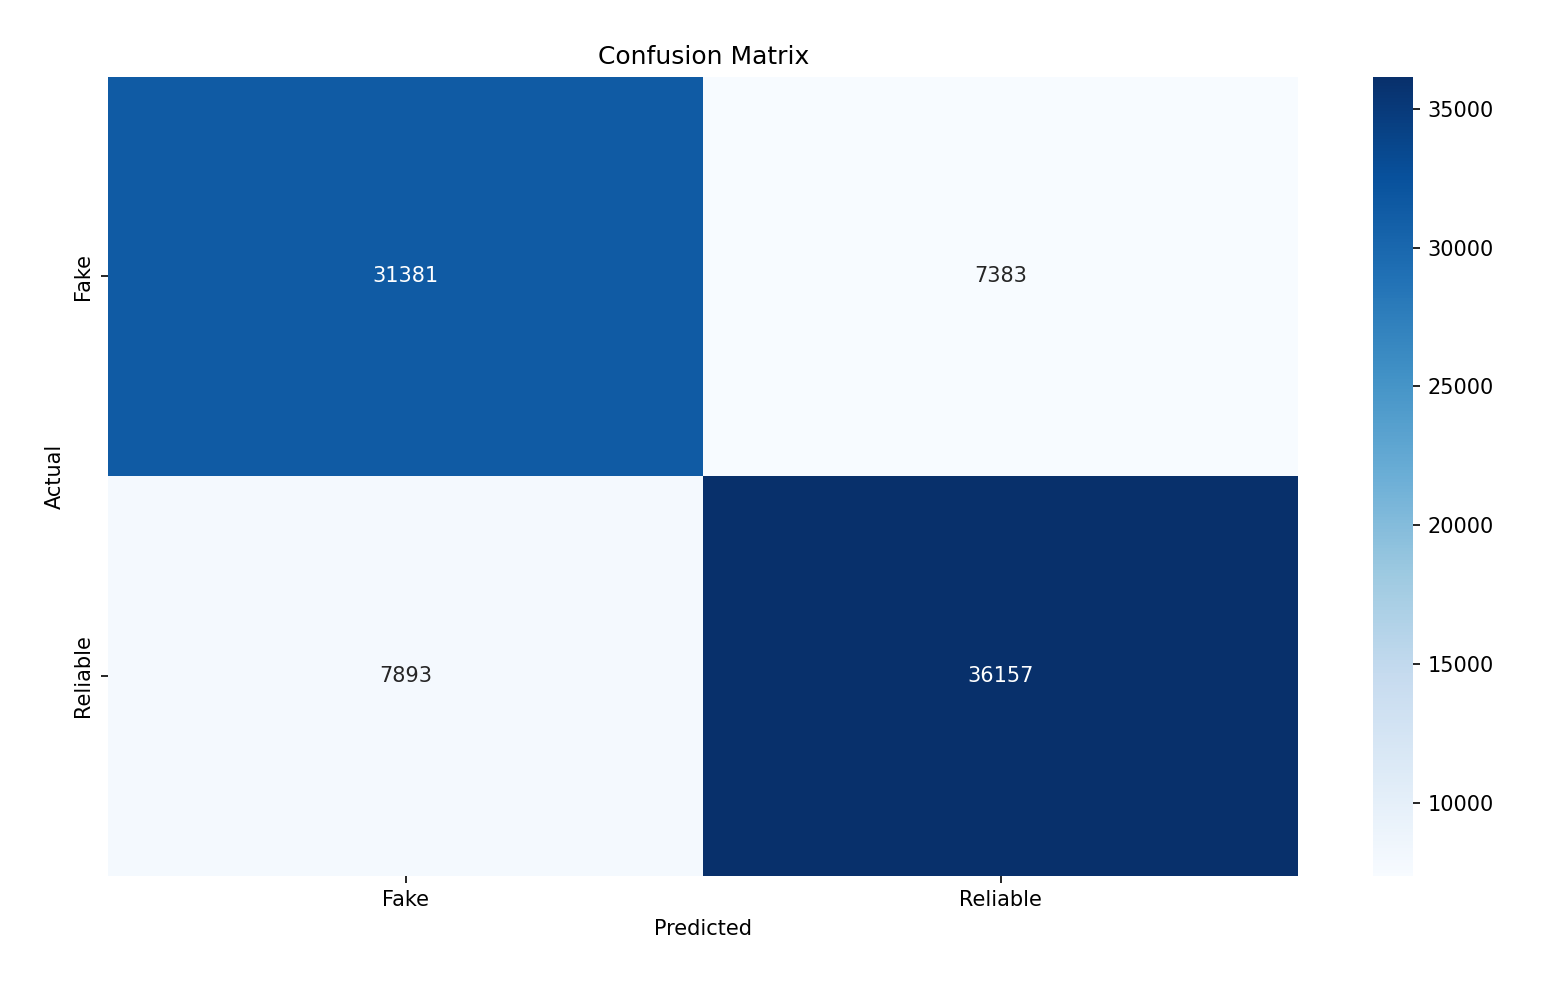 Confusion Matrix
Actual
Fake
Reliable
31381
7383
7893
36157
Fake
Reliable
Predicted
35000
30000
25000
20000
15000
10000